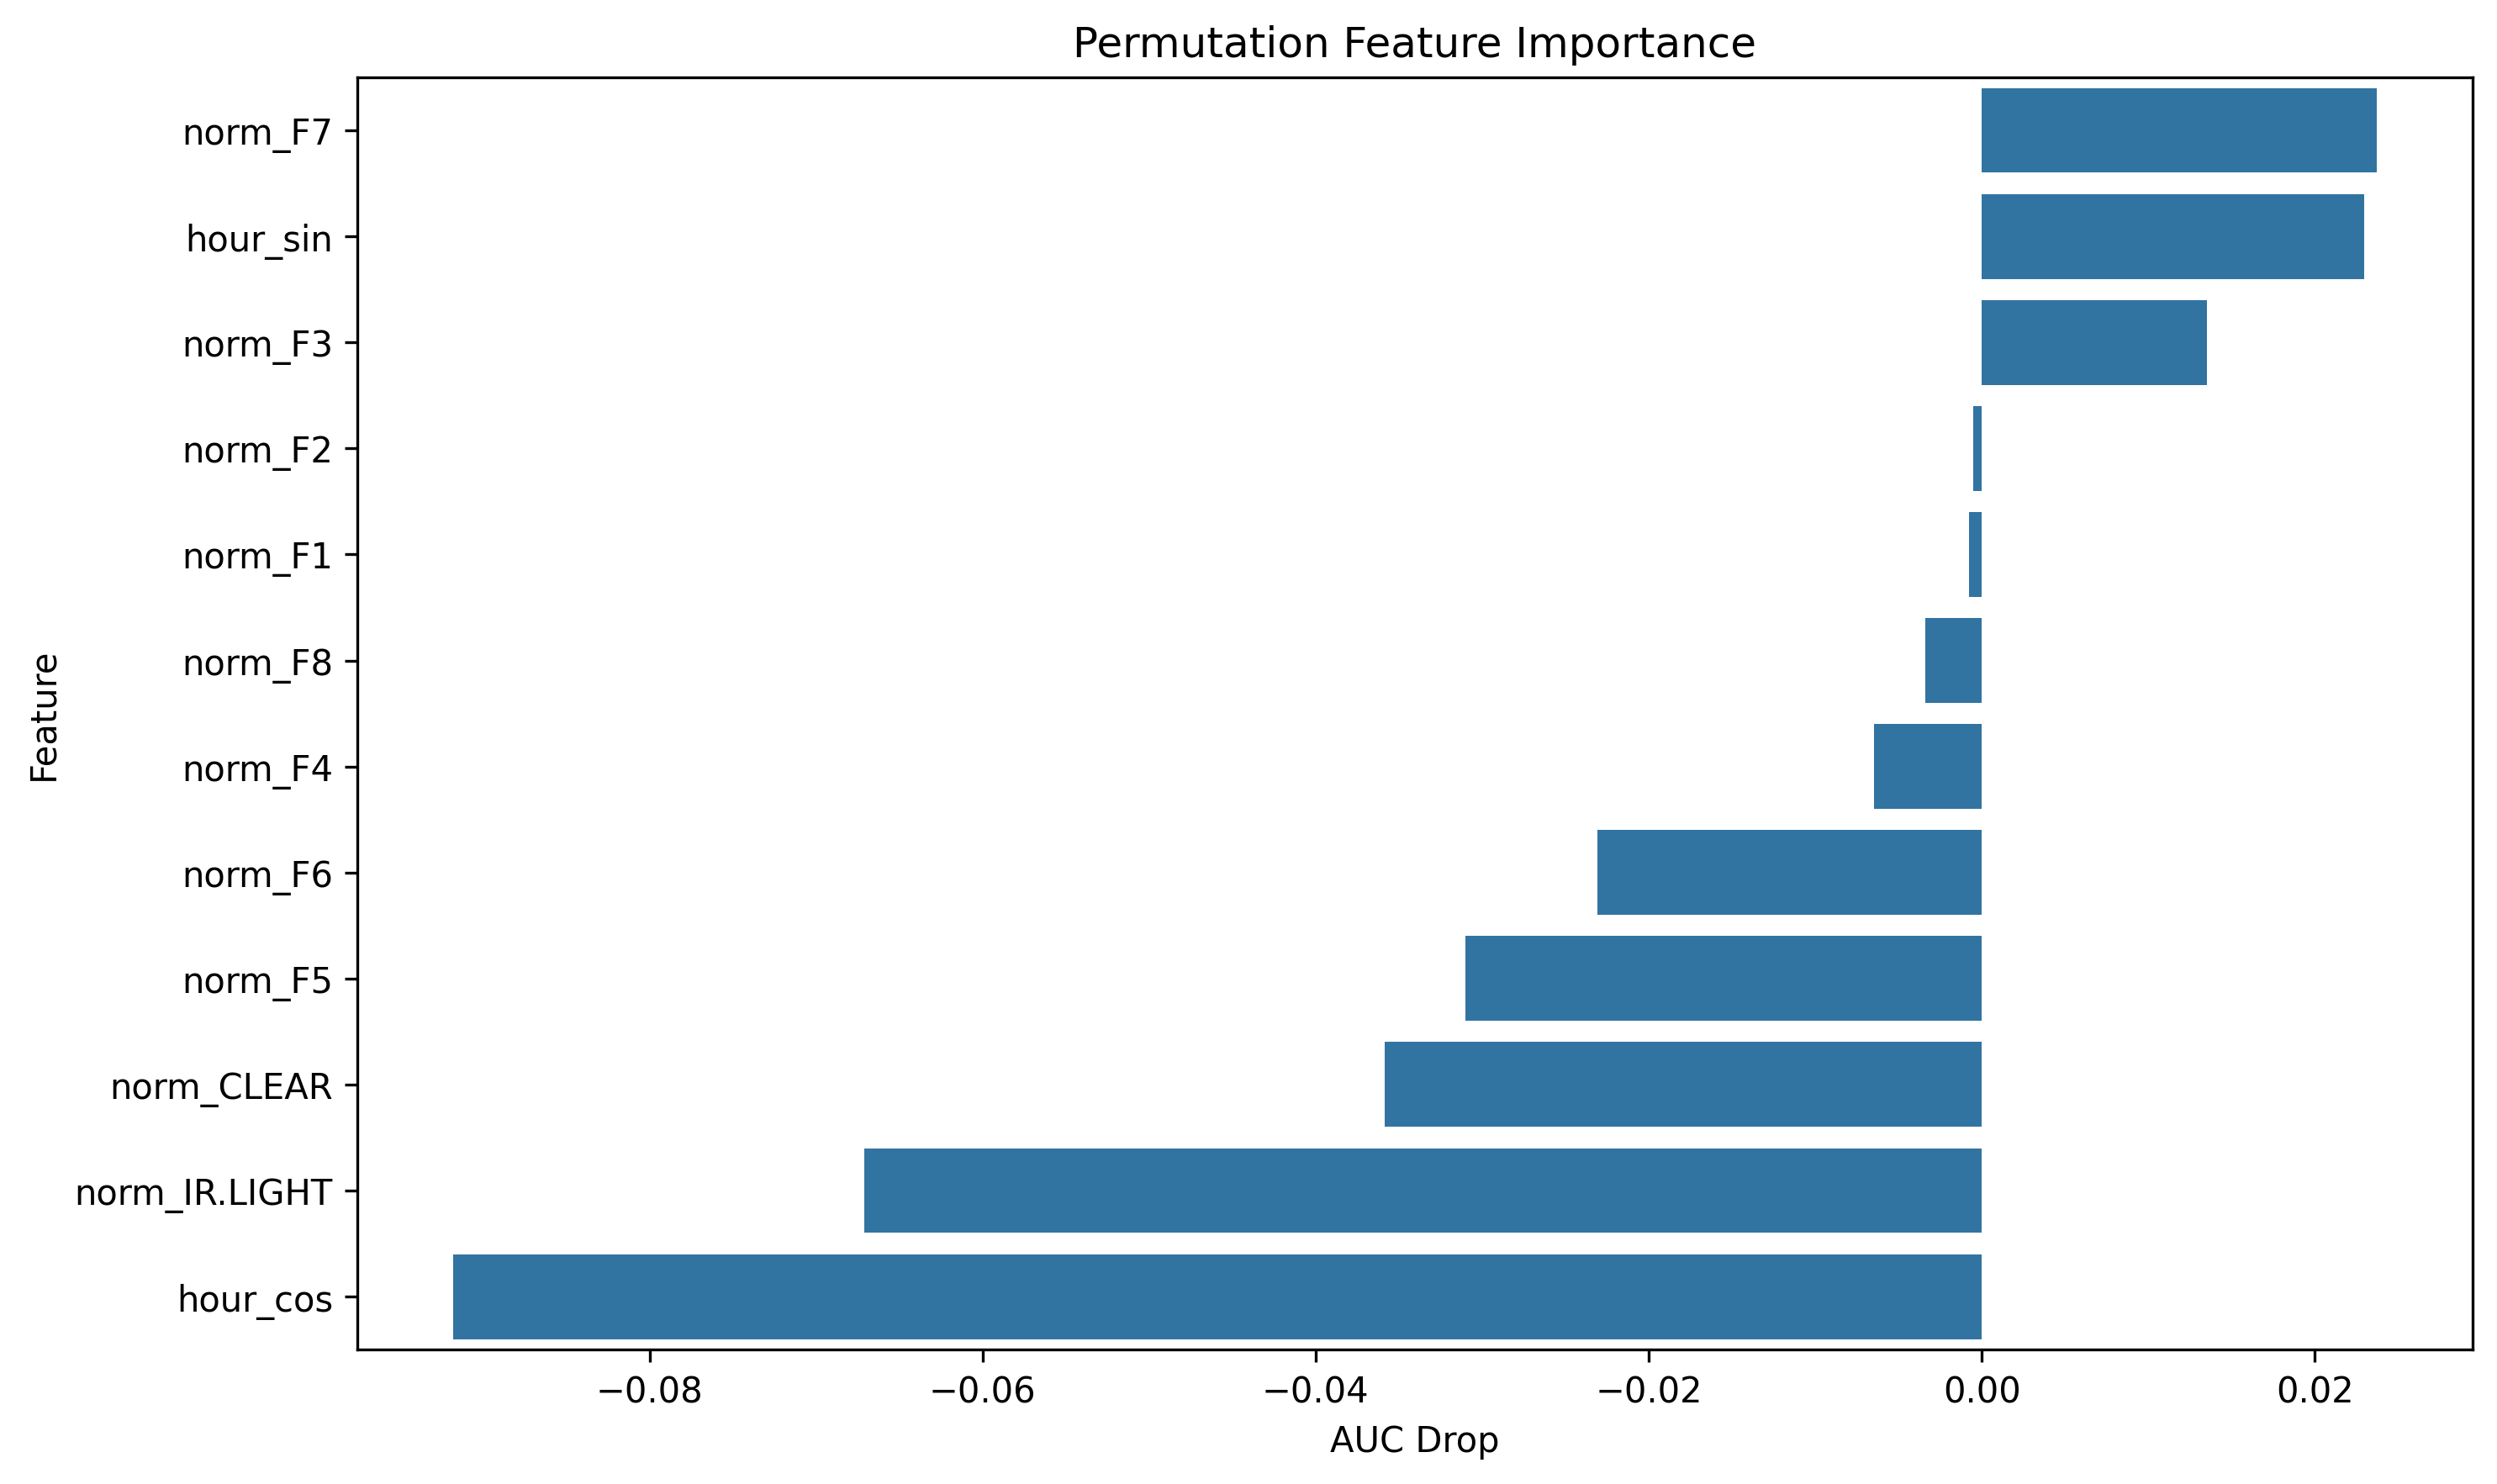 Permutation Feature Importance
norm_F7
hour_sin
norm_F3
norm_F2
norm_F1
norm_F8
norm_F4
norm_F6
norm_F5
norm_CLEAR
norm_IR.LIGHT
hour_cos
Feature
−0.08 −0.06 −0.04 −0.02 0.00 0.02
AUC Drop